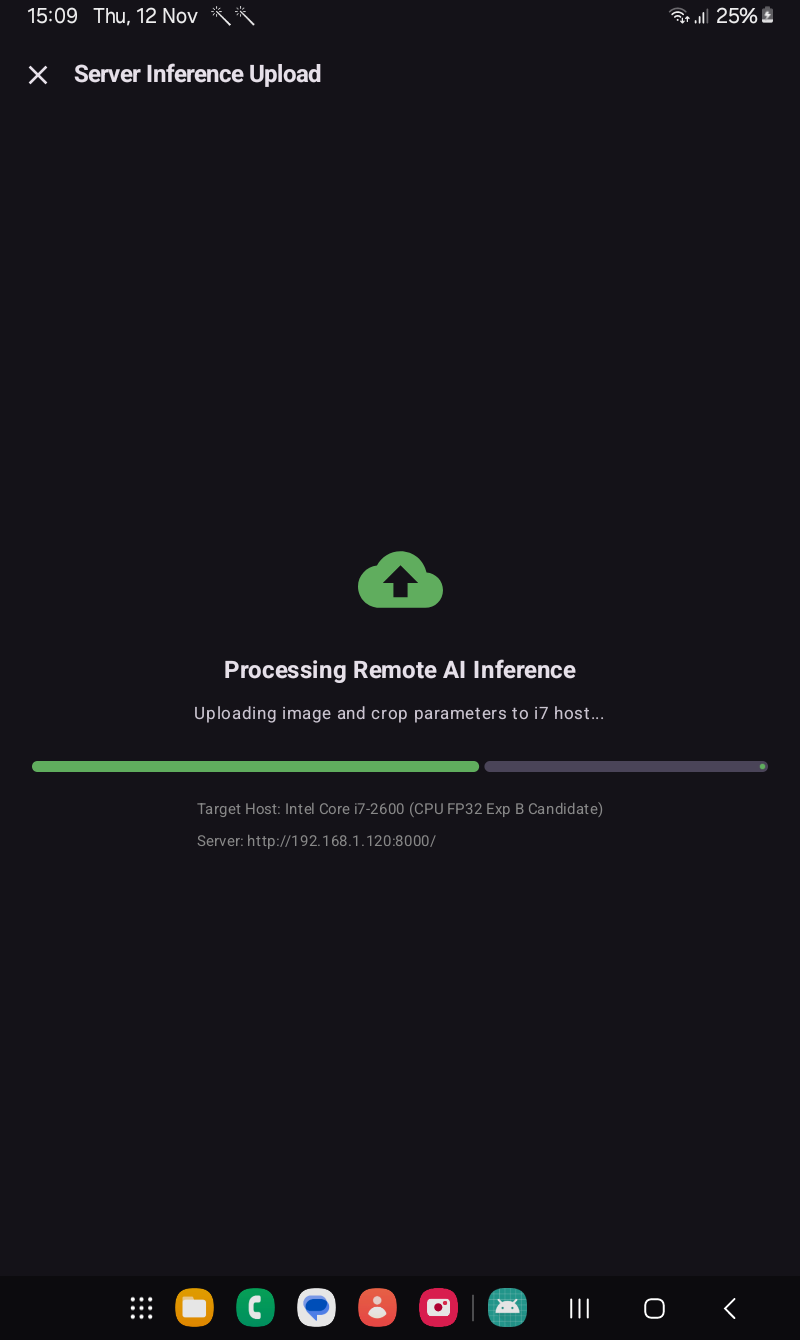 15:09 Thu, 12 Nov 25%
Server Inference Upload
Processing Remote AI Inference
Uploading image and crop parameters to i7 host...
Target Host: Intel Core i7-2600 (CPU FP32 Exp B Candidate)
Server: http://192.168.1.120:8000/